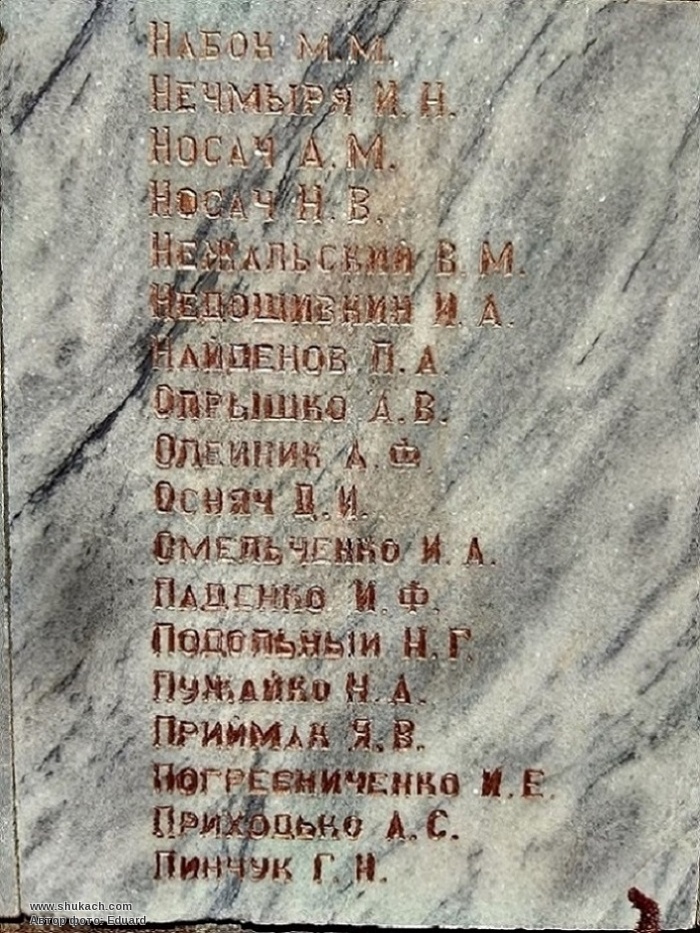 НАБОК М.М.
НЕЧМЫРЯ И.Н.
НОСАЧ А.М.
НОСАЧ Н.В.
НЕЖАЛЬСКИЙ В.М.
НЕДОШИВКИН И.А.
НАЙДЕНОВ П.А
ОПРЫШКО А.В.
ОЛЕЙНИК А.Ф.
ОСНЯЧ Д.И.
ОМЕЛЬЧЕНКО И.А.
ПАДЕНКО И.Ф.
ПОДОЛЬНЫЙ Н.Г.
ПУЖАЙКО Н.А.
ПРИЙМАК Я.В.
ПОГРЕБНИЧЕНКО И.Е.
ПРИХОДЬКО А.С.
ПИНЧУК Г.Н.
www.shukach.com
Автор фото: Eduard